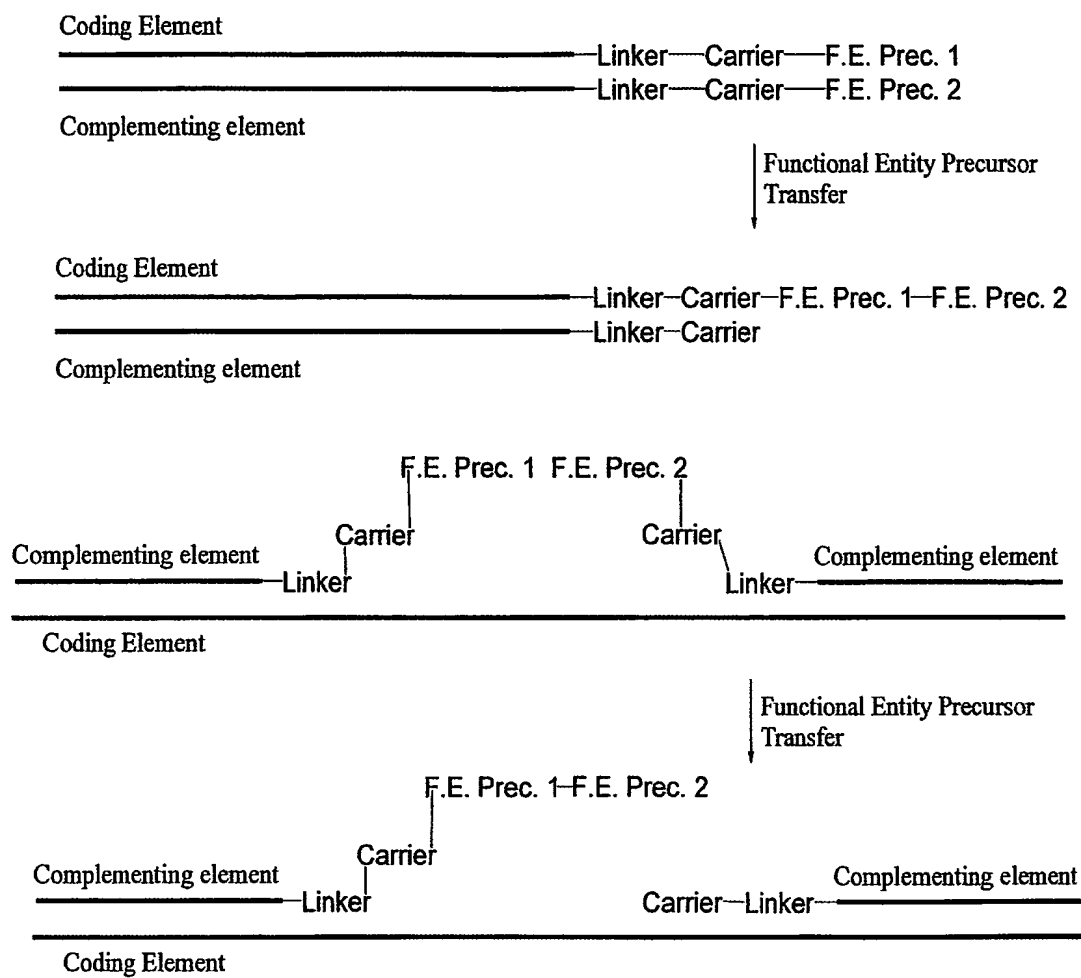 Coding Element
Linker—Carrier—F.E. Prec. 1
Linker—Carrier—F.E. Prec. 2
Complementing element
Functional Entity Precursor
Transfer
Coding Element
Linker—Carrier—F.E. Prec. 1—F.E. Prec. 2
Linker—Carrier
Complementing element
F.E. Prec. 1 F.E. Prec. 2
Carrier Carrier
Complementing element Complementing element
Linker Linker
Coding Element
Functional Entity Precursor
Transfer
F.E. Prec. 1—F.E. Prec. 2
Carrier
Complementing element Complementing element
Linker Carrier—Linker
Coding Element